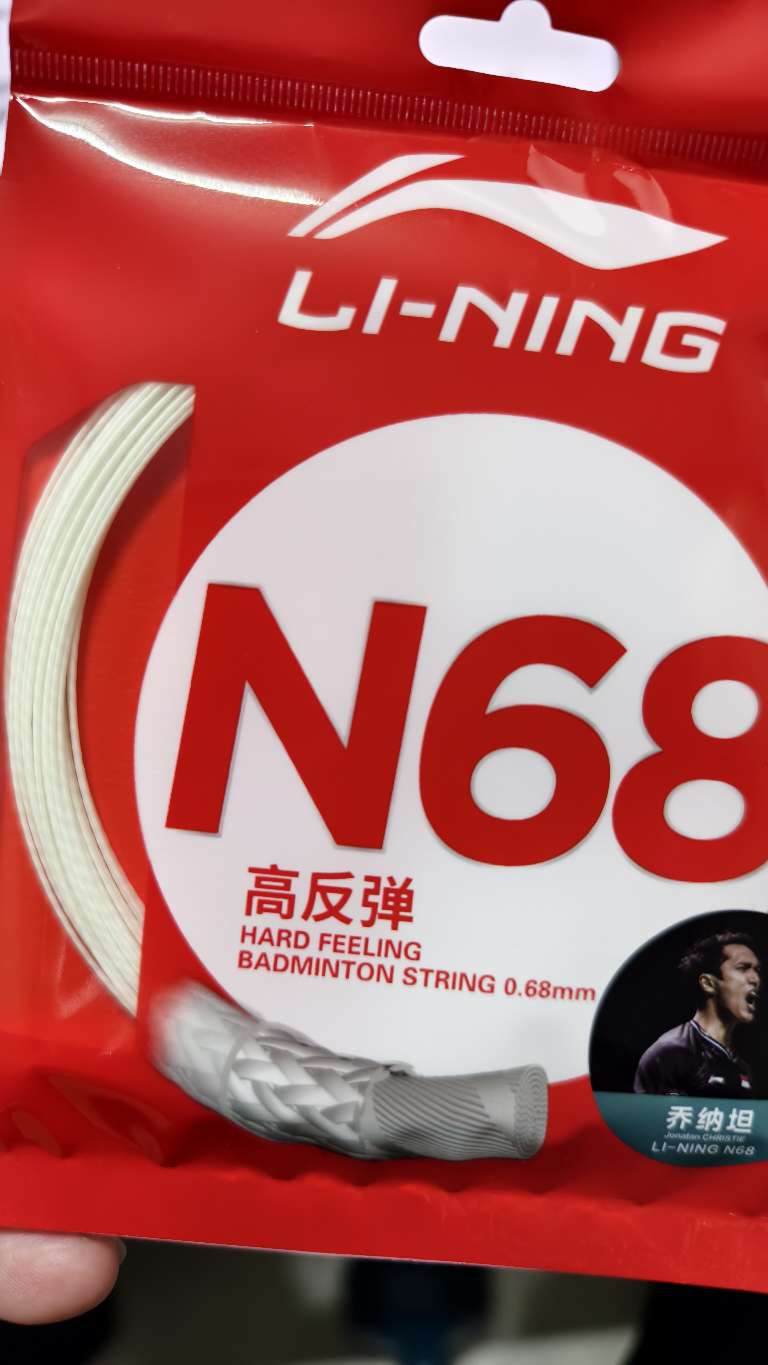 LI-NING
N68
高反弹
HARD FEELING
BADMINTON STRING 0.68mm
乔纳坦
Jonatan CHRISTIE
LI-NING N68